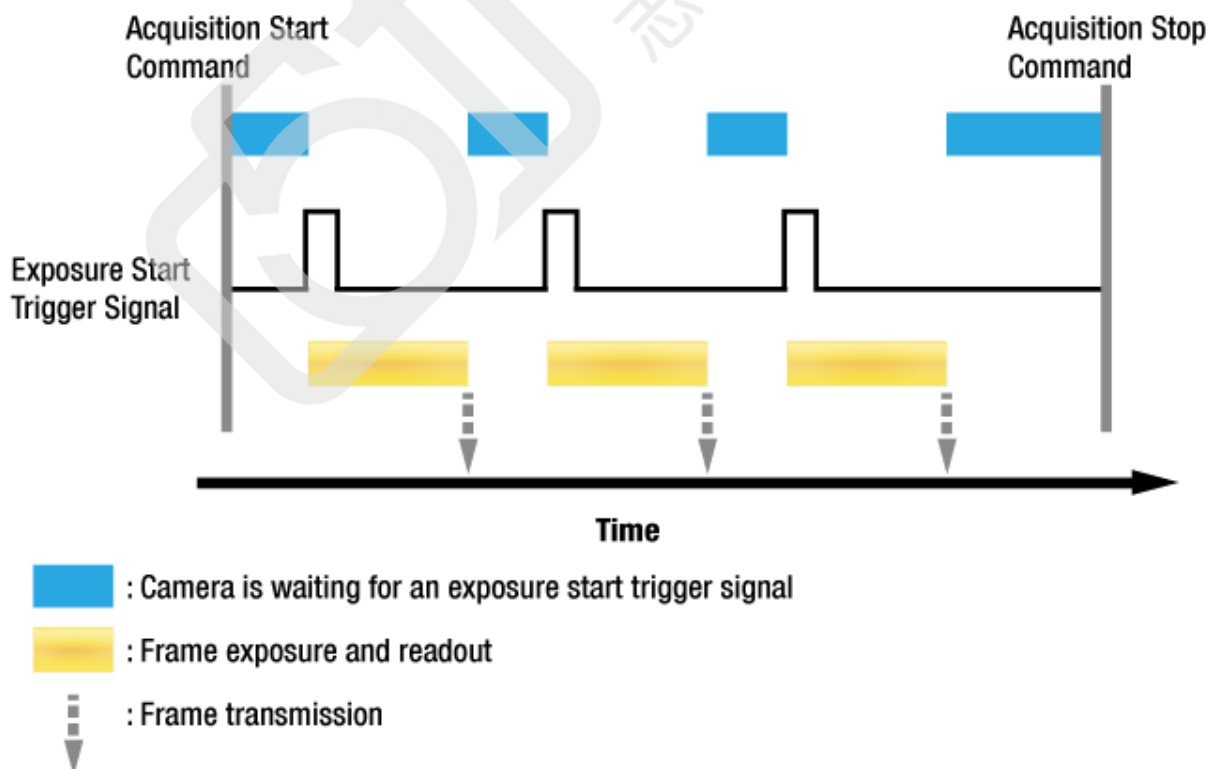 Acquisition Start
Command
Acquisition Stop
Command
Exposure Start
Trigger Signal
Time
: Camera is waiting for an exposure start trigger signal
: Frame exposure and readout
: Frame transmission